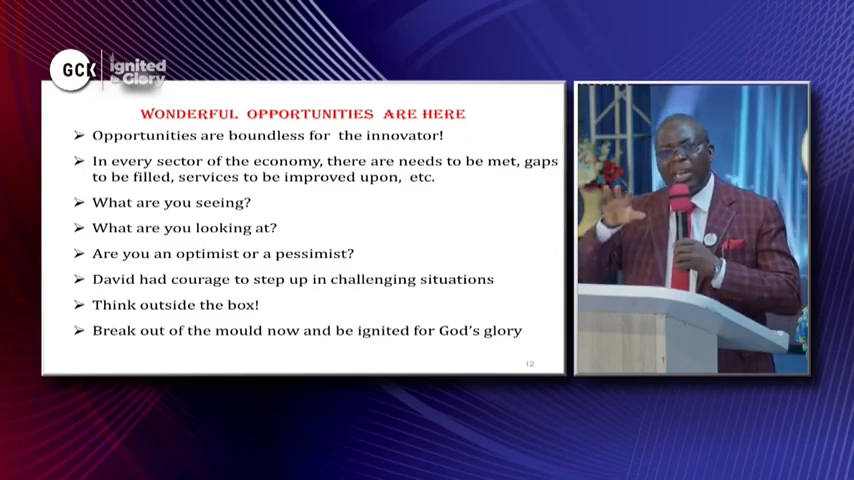 GCK
Ignited
Glory
WONDERFUL OPPORTUNITIES ARE HERE
➢ Opportunities are boundless for the innovator!
➢ In every sector of the economy, there are needs to be met, gaps
to be filled, services to be improved upon, etc.
➢ What are you seeing?
➢ What are you looking at?
➢ Are you an optimist or a pessimist?
➢ David had courage to step up in challenging situations
➢ Think outside the box!
➢ Break out of the mould now and be ignited for God's glory
12